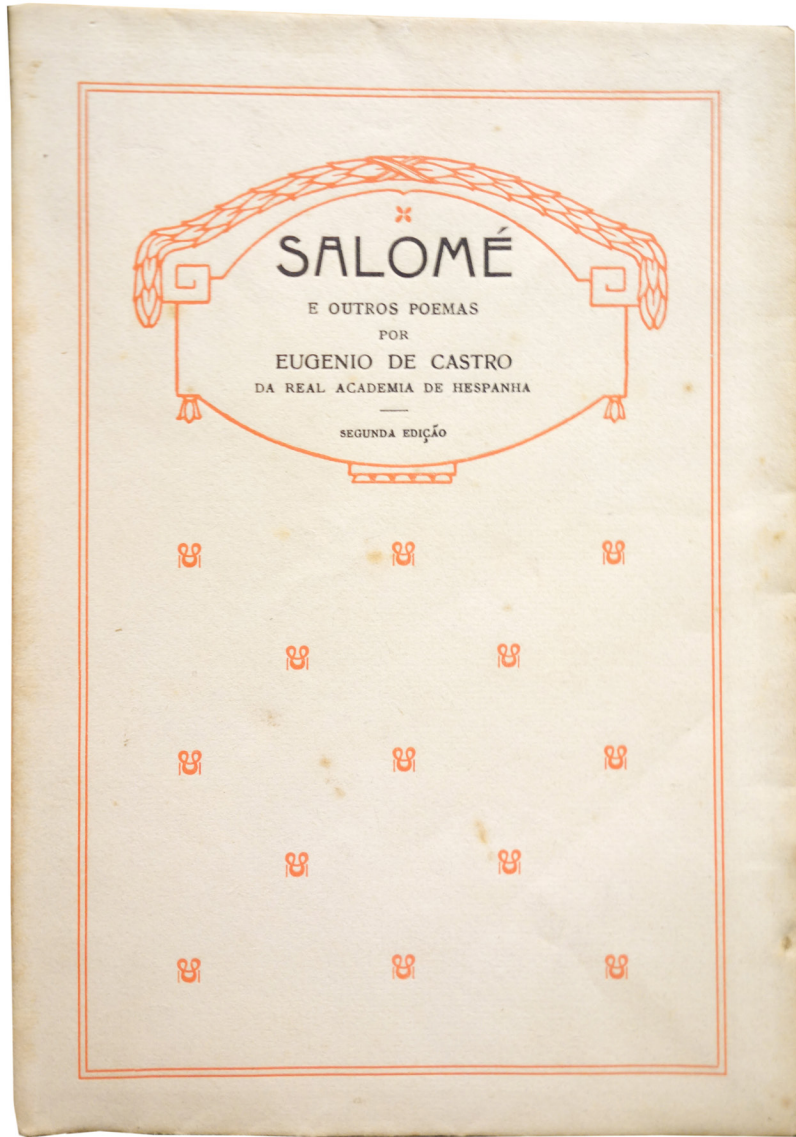 SALOMÉ
E OUTROS POEMAS
POR
EUGENIO DE CASTRO
DA REAL ACADEMIA DE HESPANHA
SEGUNDA EDIÇÃO